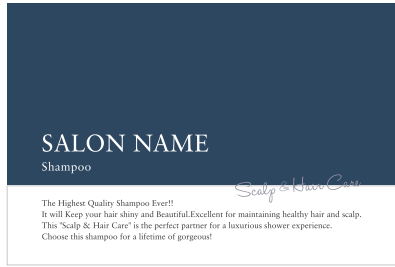 SALON NAME
Shampoo
Scalp & Hair Care
The Highest Quality Shampoo Ever!!
It will Keep your hair shiny and Beautiful.Excellent for maintaining healthy hair and scalp.
This "Scalp & Hair Care" is the perfect partner for a luxurious shower experience.
Choose this shampoo for a lifetime of gorgeous!